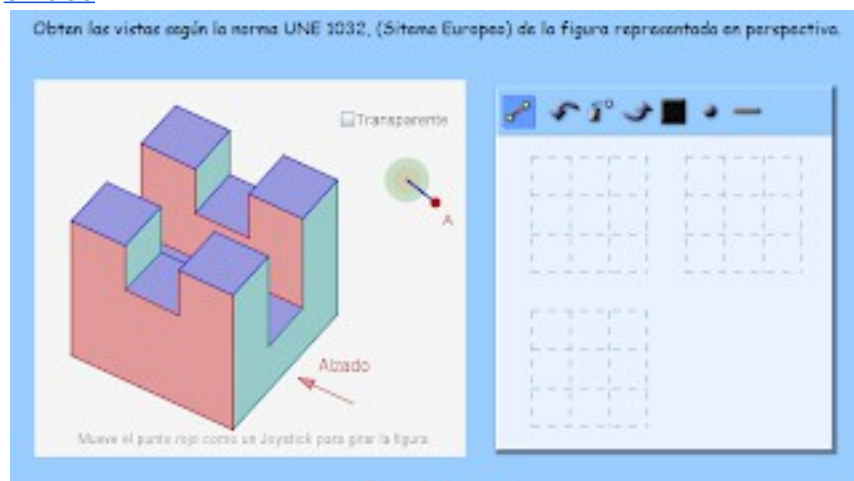 Obten las vistas según la norma UNE 1032, (Sitema Europeo) de la figura representada en perspectiva.
Transparente
A
Alzado
Mueve el punto rojo como un Joystick para girar la figura.